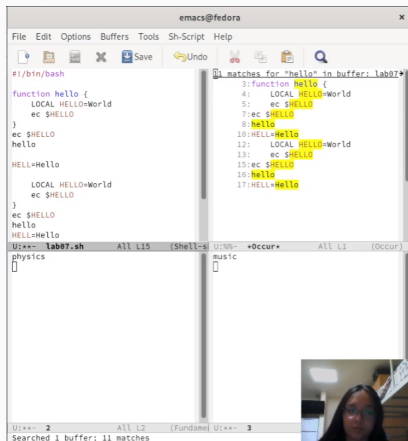 emacs@fedora
File Edit Options Buffers Tools Sh-Script Help
Save Undo
#!/bin/bash
function hello {
    LOCAL HELLO=World
    ec $HELLO
}
ec $HELLO
hello
HELL=Hello
    LOCAL HELLO=World
    ec $HELLO
}
ec $HELLO
hello
HELL=Hello
U:**-  lab07.sh  All L15  (Shell-s
11 matches for "hello" in buffer: lab07
3:function hello {
4:    LOCAL HELLO=World
5:    ec $HELLO
7:ec $HELLO
8:hello
10:HELL=Hello
12:    LOCAL HELLO=World
13:    ec $HELLO
15:ec $HELLO
16:hello
17:HELL=Hello
U:%%-  *Occur*  All L1  (Occur)
physics
U:**-  2  All L2  (Fundame
music
U:**-  3
Searched 1 buffer; 11 matches